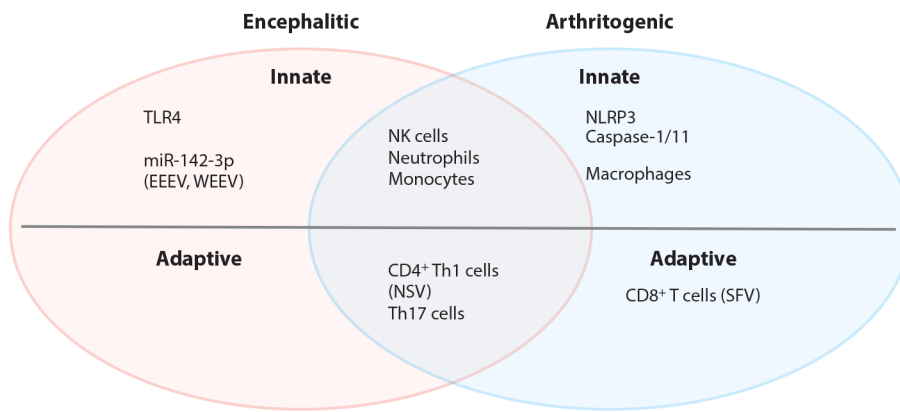 Encephalitic
Arthritogenic
Innate
TLR4
miR-142-3p
(EEEV, WEEV)
NK cells
Neutrophils
Monocytes
Innate
NLRP3
Caspase-1/11
Macrophages
Adaptive
CD4⁺ Th1 cells
(NSV)
Th17 cells
Adaptive
CD8⁺ T cells (SFV)